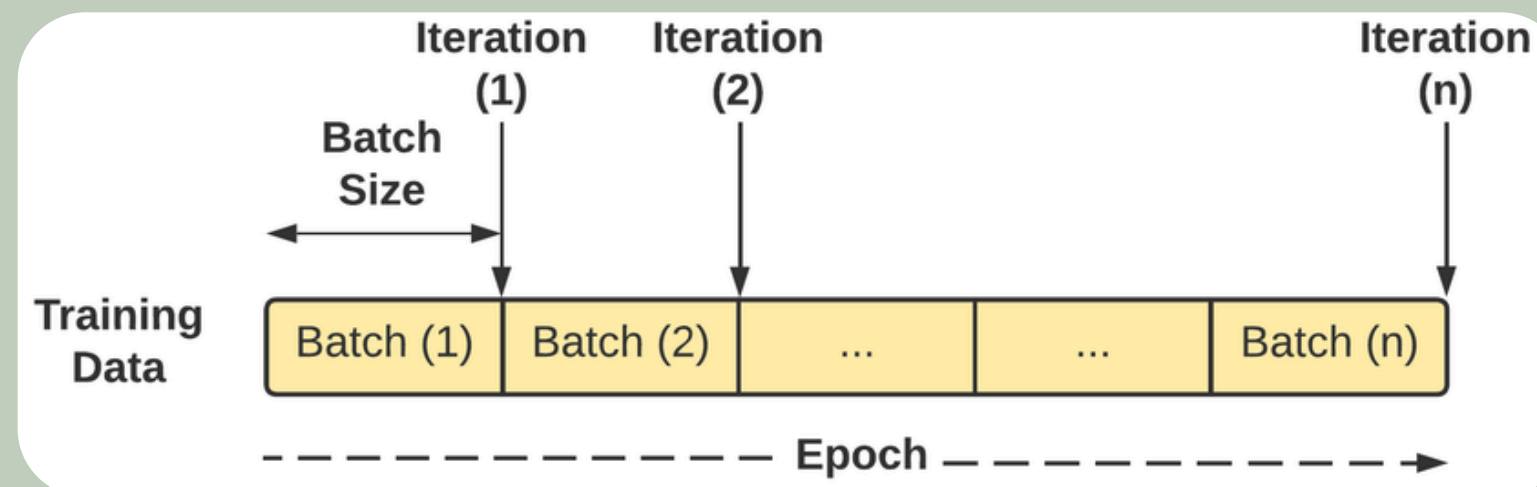 Iteration
(1)
Iteration
(2)
Iteration
(n)
Batch
Size
Training
Data
Batch (1)
Batch (2)
...
...
Batch (n)
Epoch